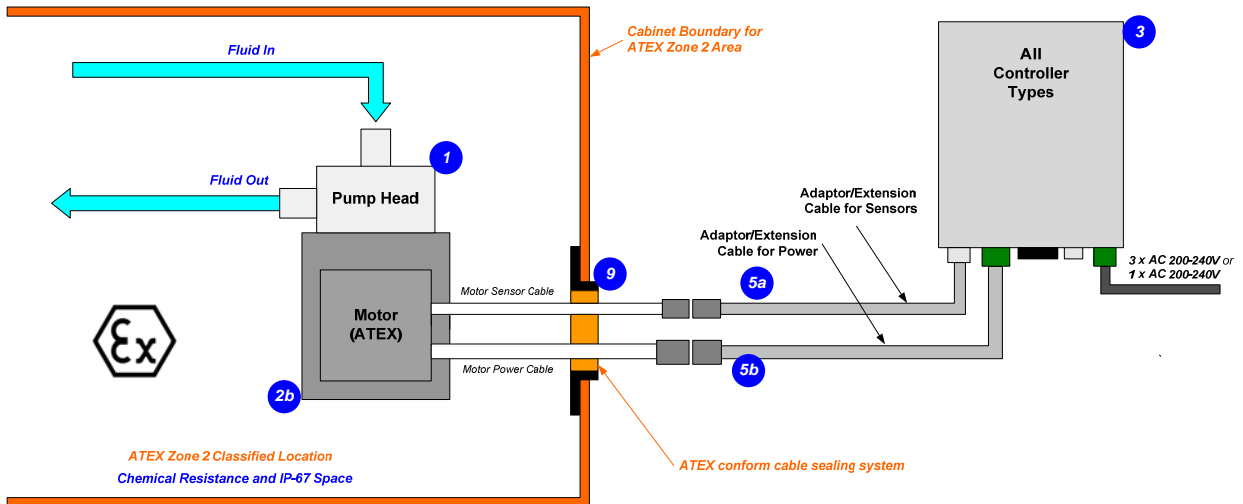 Fluid In
Cabinet Boundary for
ATEX Zone 2 Area
3
All
Controller
Types
1
Fluid Out
Pump Head
Adaptor/Extension
Cable for Sensors
Adaptor/Extension
Cable for Power
3 x AC 200-240V or
1 x AC 200-240V
9
5a
Motor Sensor Cable
Motor
(ATEX)
Ex
Motor Power Cable
5b
2b
ATEX Zone 2 Classified Location
Chemical Resistance and IP-67 Space
ATEX conform cable sealing system